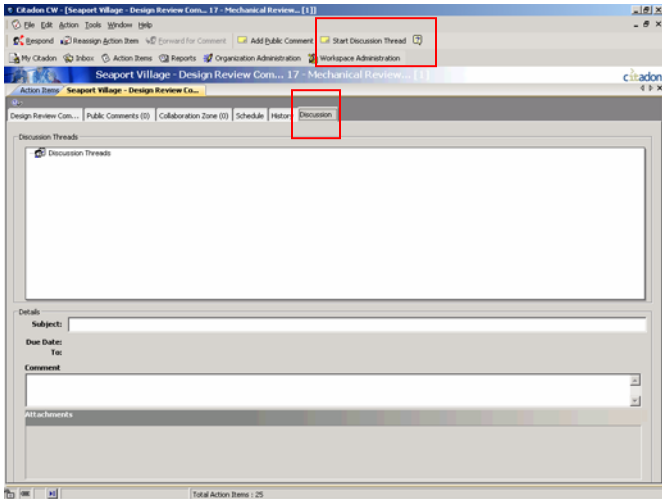 Citadon CW - [Seaport Village - Design Review Com... 17 - Mechanical Review... [1]]
File Edit Action Tools Window Help
Respond Reassign Action Item Forward for Comment Add Public Comment Start Discussion Thread
My Citadon Inbox Action Items Reports Organization Administration Workspace Administration
Seaport Village - Design Review Com... 17 - Mechanical Review... [1]
citadon
Action Items Seaport Village - Design Review Co...
Design Review Com... Public Comments (0) Collaboration Zone (0) Schedule History Discussion
Discussion Threads
Discussion Threads
Details
Subject:
Due Date:
To:
Comment
Attachments
Total Action Items : 25